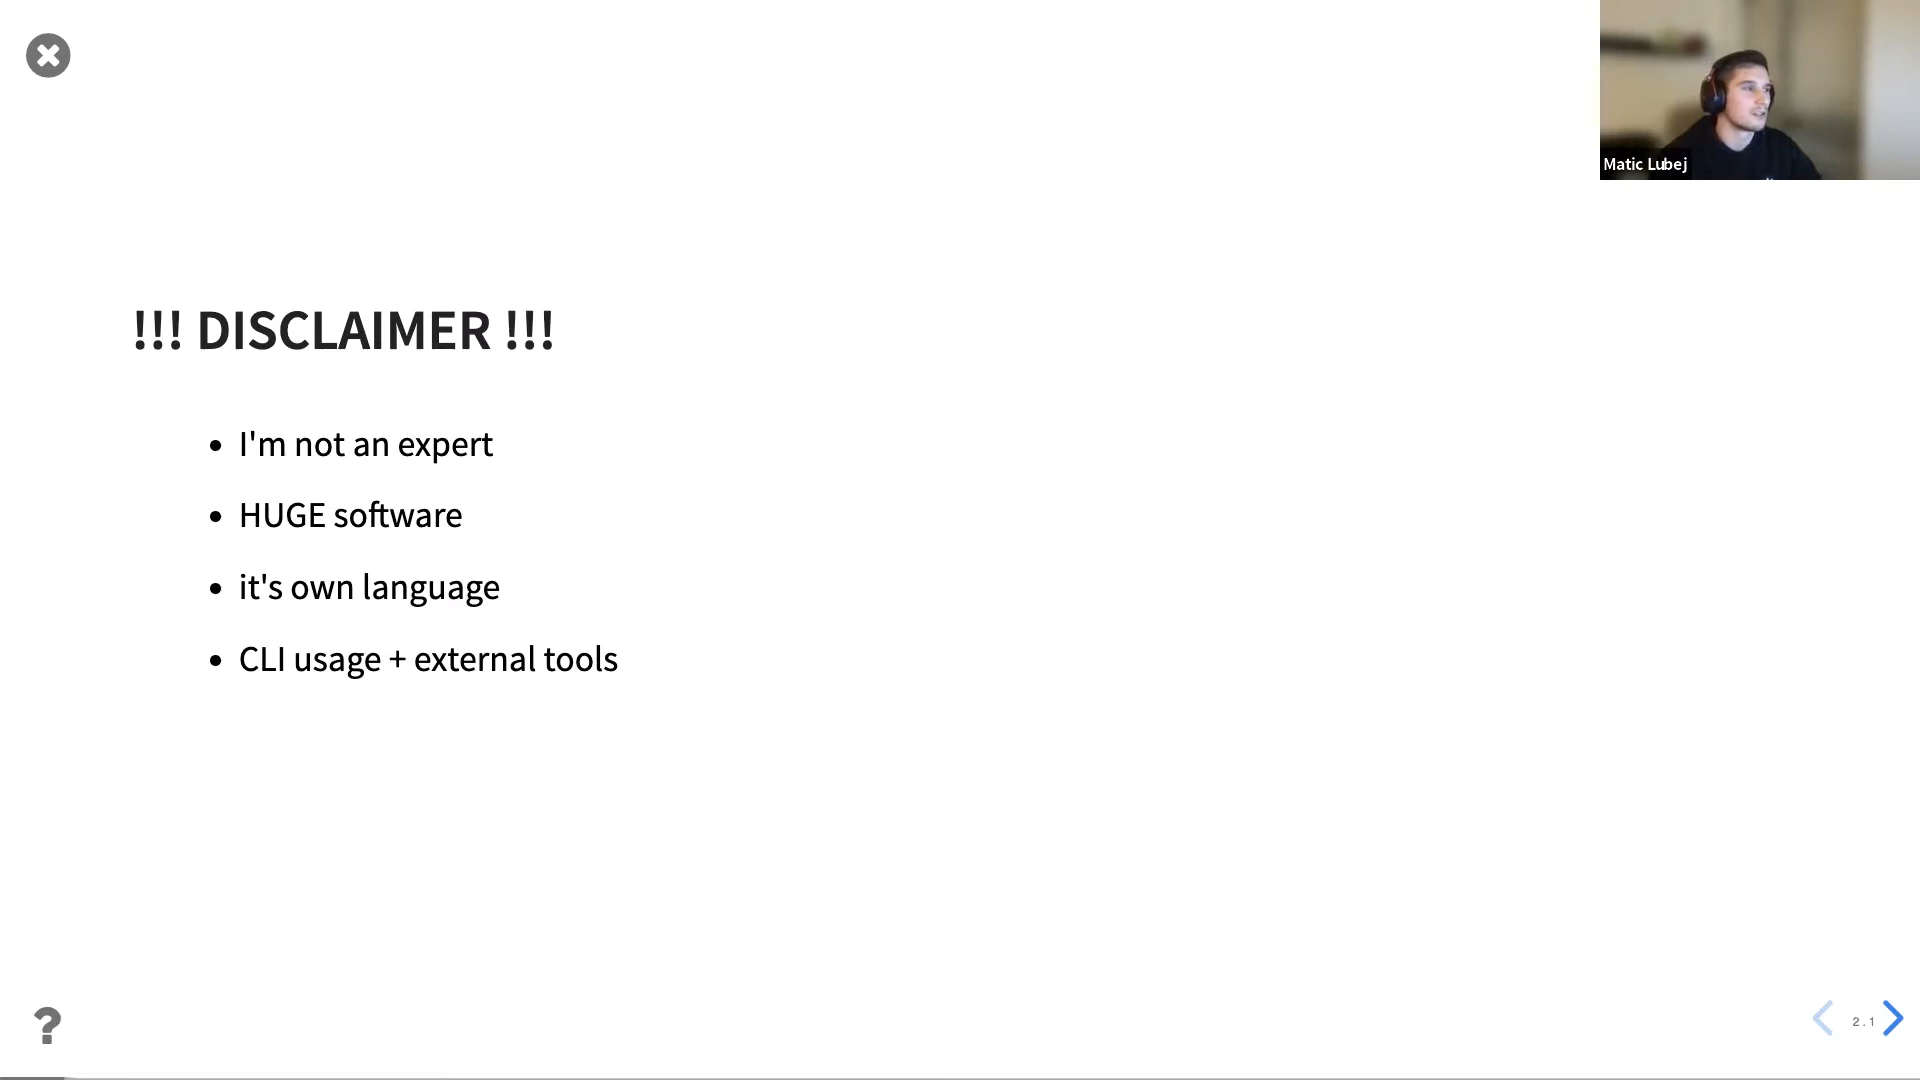 Matic Lubej
!!! DISCLAIMER !!!
I'm not an expert
HUGE software
it's own language
CLI usage + external tools
?
2.1